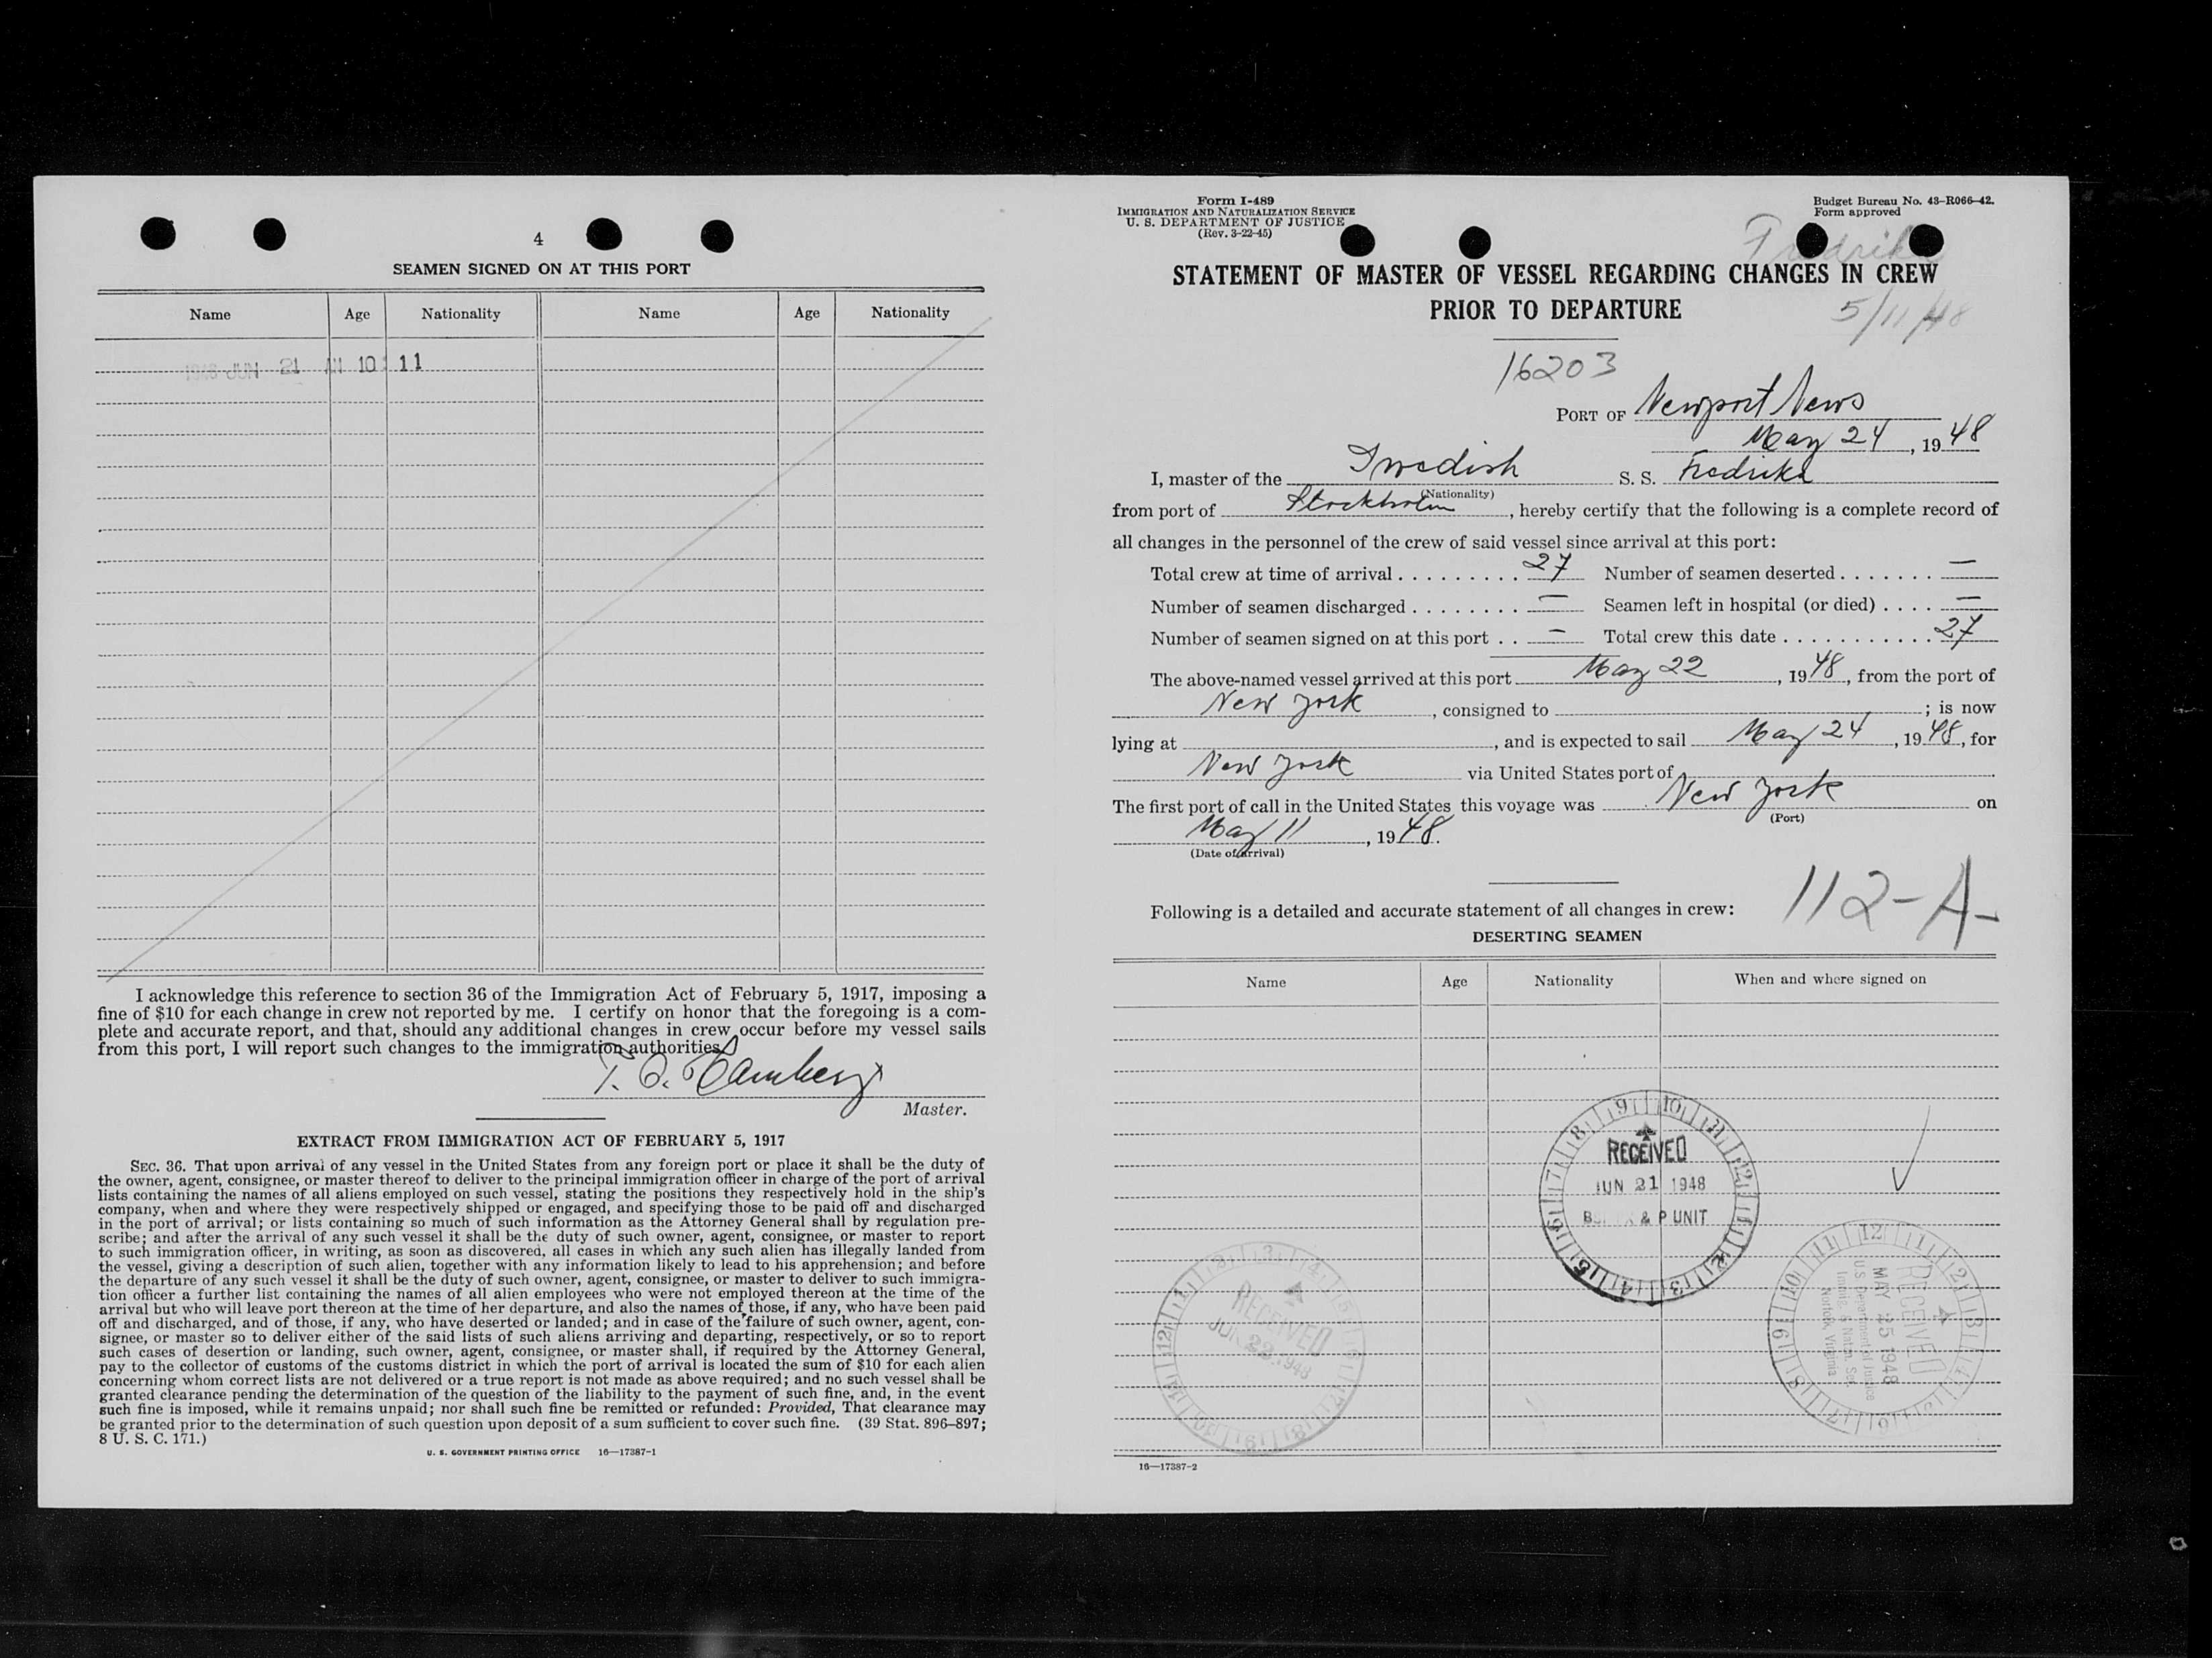 4
SEAMEN SIGNED ON AT THIS PORT
Name Age Nationality Name Age Nationality
1948 JUN 21 AM 10 11
I acknowledge this reference to section 36 of the Immigration Act of February 5, 1917, imposing a
fine of $10 for each change in crew not reported by me. I certify on honor that the foregoing is a com-
plete and accurate report, and that, should any additional changes in crew occur before my vessel sails
from this port, I will report such changes to the immigration authorities.
T. O.
Master.
EXTRACT FROM IMMIGRATION ACT OF FEBRUARY 5, 1917
SEC. 36. That upon arrival of any vessel in the United States from any foreign port or place it shall be the duty of
the owner, agent, consignee, or master thereof to deliver to the principal immigration officer in charge of the port of arrival
lists containing the names of all aliens employed on such vessel, stating the positions they respectively hold in the ship's
company, when and where they were respectively shipped or engaged, and specifying those to be paid off and discharged
in the port of arrival; or lists containing so much of such information as the Attorney General shall by regulation pre-
scribe; and after the arrival of any such vessel it shall be the duty of such owner, agent, consignee, or master to report
to such immigration officer, in writing, as soon as discovered, all cases in which any such alien has illegally landed from
the vessel, giving a description of such alien, together with any information likely to lead to his apprehension; and before
the departure of any such vessel it shall be the duty of such owner, agent, consignee, or master to deliver to such immigra-
tion officer a further list containing the names of all alien employees who were not employed thereon at the time of the
arrival but who will leave port thereon at the time of her departure, and also the names of those, if any, who have been paid
off and discharged, and of those, if any, who have deserted or landed; and in case of the failure of such owner, agent, con-
signee, or master so to deliver either of the said lists of such aliens arriving and departing, respectively, or so to report
such cases of desertion or landing, such owner, agent, consignee, or master shall, if required by the Attorney General,
pay to the collector of customs of the customs district in which the port of arrival is located the sum of $10 for each alien
concerning whom correct lists are not delivered or a true report is not made as above required; and no such vessel shall be
granted clearance pending the determination of the question of the liability to the payment of such fine, and, in the event
such fine is imposed, while it remains unpaid; nor shall such fine be remitted or refunded: Provided, That clearance may
be granted prior to the determination of such question upon deposit of a sum sufficient to cover such fine. (39 Stat. 896–897;
8 U. S. C. 171.)
U. S. GOVERNMENT PRINTING OFFICE 16—17387-1
Form I-489
IMMIGRATION AND NATURALIZATION SERVICE
U. S. DEPARTMENT OF JUSTICE
(Rev. 3-22-45)
Budget Bureau No. 43-R066-42.
Form approved
Fredrika
STATEMENT OF MASTER OF VESSEL REGARDING CHANGES IN CREW
PRIOR TO DEPARTURE
5/11/48
16203
PORT OF Newport News
May 24, 1948
I, master of the Swedish S. S. Fredrika
(Nationality)
from port of Stockholm, hereby certify that the following is a complete record of
all changes in the personnel of the crew of said vessel since arrival at this port:
Total crew at time of arrival 27 Number of seamen deserted —
Number of seamen discharged — Seamen left in hospital (or died) —
Number of seamen signed on at this port — Total crew this date 27
The above-named vessel arrived at this port May 22, 1948, from the port of
New York, consigned to ; is now
lying at , and is expected to sail May 24, 1948, for
New York via United States port of .
The first port of call in the United States this voyage was New York on
(Port)
May 11, 1948.
(Date of arrival)
112-A-
Following is a detailed and accurate statement of all changes in crew:
DESERTING SEAMEN
Name Age Nationality When and where signed on
RECEIVED
JUN 21 1948
& P UNIT
RECEIVED
JUN 22 1948
RECEIVED
MAY 25 1948
U.S. Department of Justice
Immig. & Natzn. Ser.
Norfolk, Virginia
16—17387-2